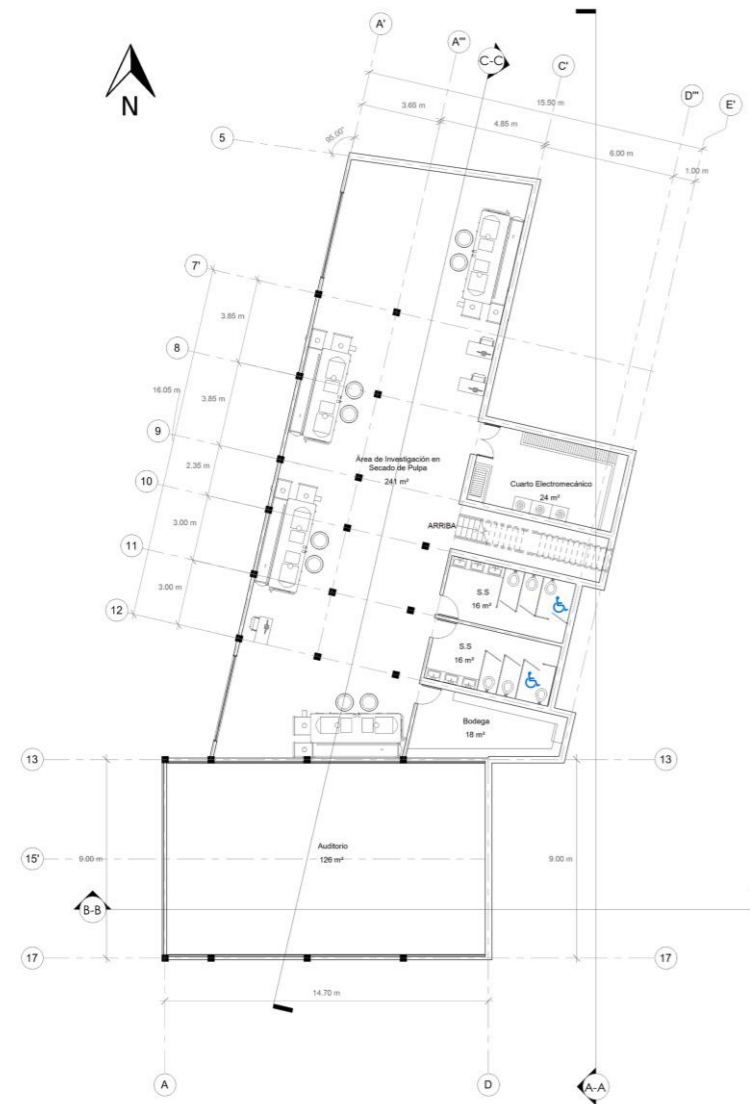 A'
A'''
C-C
C'
D'''
E'
N
15.50 m
3.65 m
4.85 m
6.00 m
1.00 m
5
95.00°
7'
3.85 m
8
16.05 m
3.85 m
9
2.35 m
10
3.00 m
11
3.00 m
12
Área de Investigación en
Secado de Pulpa
241 m²
Cuarto Electromecánico
24 m²
ARRIBA
S.S
16 m²
S.S
16 m²
Bodega
18 m²
13
13
Auditorio
126 m²
15'
9.00 m
9.00 m
B-B
17
17
14.70 m
A
D
A-A